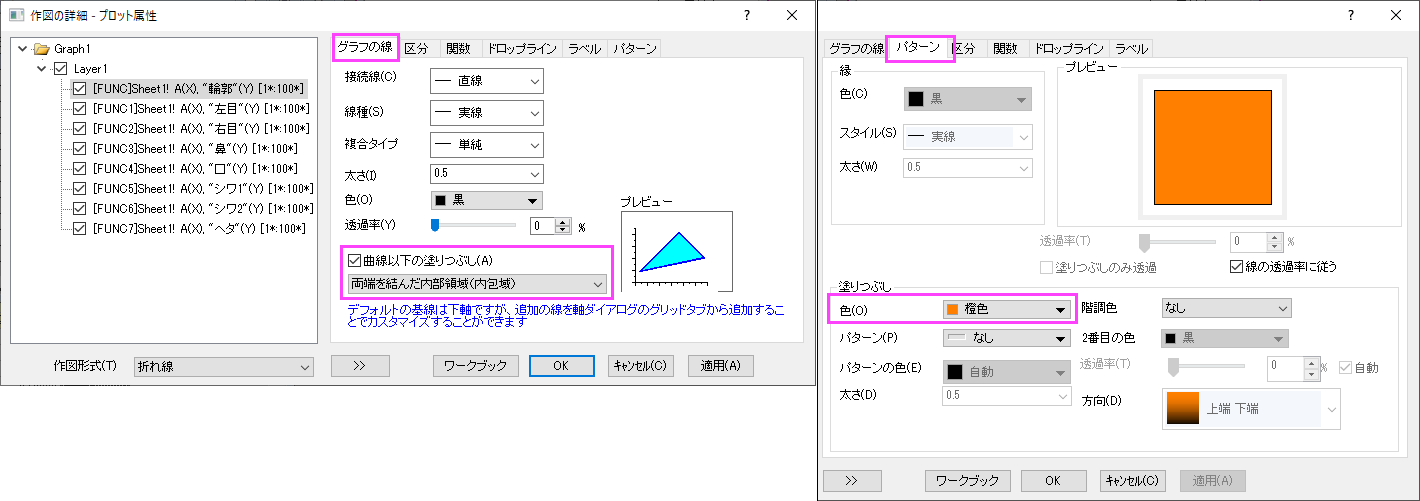 作図の詳細 - プロット属性
Graph1
Layer1
[FUNC]Sheet1! A(X), "輪郭"(Y) [1*:100*]
[FUNC1]Sheet1! A(X), "左目"(Y) [1*:100*]
[FUNC2]Sheet1! A(X), "右目"(Y) [1*:100*]
[FUNC3]Sheet1! A(X), "鼻"(Y) [1*:100*]
[FUNC4]Sheet1! A(X), "口"(Y) [1*:100*]
[FUNC5]Sheet1! A(X), "シワ1"(Y) [1*:100*]
[FUNC6]Sheet1! A(X), "シワ2"(Y) [1*:100*]
[FUNC7]Sheet1! A(X), "ヘタ"(Y) [1*:100*]
作図形式(T) 折れ線
グラフの線 区分 関数 ドロップライン ラベル パターン
接続線(C) 直線
線種(S) 実線
複合タイプ 単純
太さ(I) 0.5
色(O) 黒
透過率(Y) 0 %
プレビュー
曲線以下の塗りつぶし(A)
両端を結んだ内部領域(内包域)
デフォルトの基線は下軸ですが、追加の線を軸ダイアログのグリッドタブから追加するこ
とでカスタマイズすることができます
>> ワークブック OK キャンセル(C) 適用(A)
? ×
グラフの線 パターン 区分 関数 ドロップライン ラベル
縁
色(C) 黒
スタイル(S) 実線
太さ(W) 0.5
プレビュー
透過率(T) 0 %
塗りつぶしのみ透過 線の透過率に従う
塗りつぶし
色(O) 橙色 階調色 なし
パターン(P) なし 2番目の色 黒
パターンの色(E) 自動 透過率(T) 0 % 自動
太さ(D) 0.5 方向(D) 上端 下端
>> ワークブック OK キャンセル(C) 適用(A)